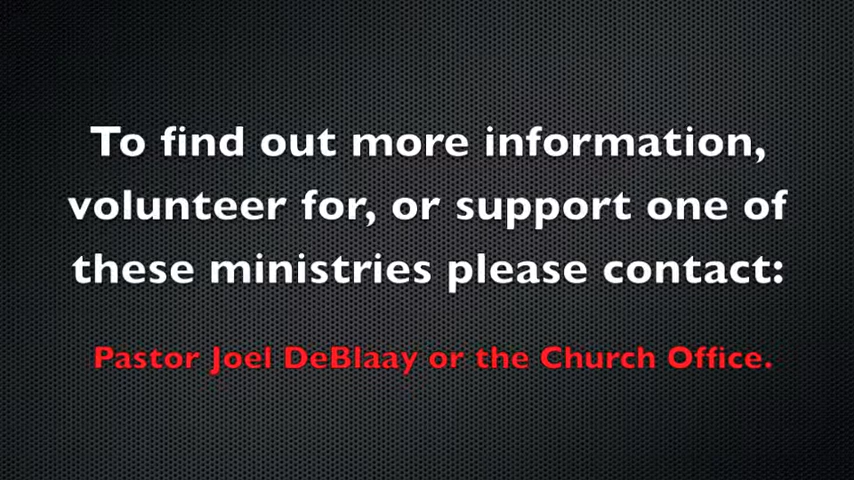 To find out more information,
volunteer for, or support one of
these ministries please contact:
Pastor Joel DeBlaay or the Church Office.